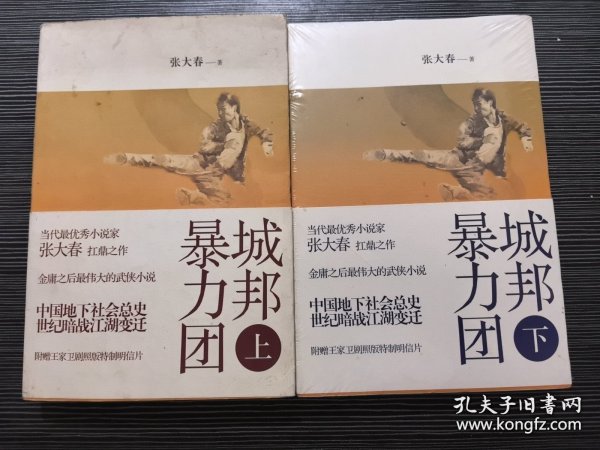 张大春—著
当代最优秀小说家
张大春 扛鼎之作
金庸之后最伟大的武侠小说
中国地下社会总史
世纪暗战江湖变迁
附赠王家卫剧照版特制明信片
城邦
暴力团
上
张大春—著
当代最优秀小说家
张大春 扛鼎之作
金庸之后最伟大的武侠小说
中国地下社会总史
世纪暗战江湖变迁
附赠王家卫剧照版特制明信片
城邦
暴力团
下
孔夫子旧书网
www.kongfz.com